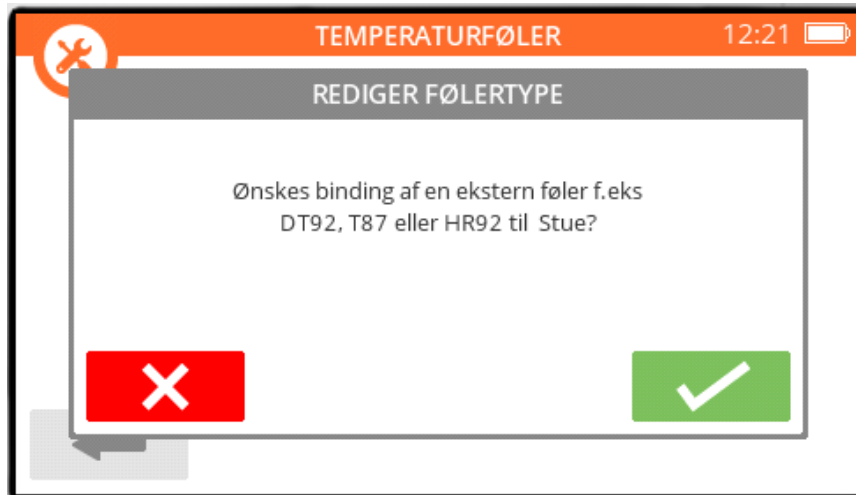 TEMPERATURFØLER 12:21
REDIGER FØLERTYPE
Ønskes binding af en ekstern føler f.eks
DT92, T87 eller HR92 til Stue?